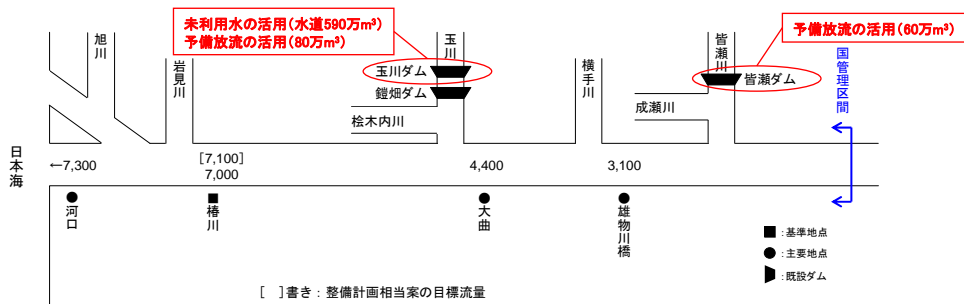 未利用水の活用(水道590万m³)
予備放流の活用(80万m³)
予備放流の活用(60万m³)
旭川
岩見川
玉川
玉川ダム
鎧畑ダム
桧木内川
横手川
皆瀬川
皆瀬ダム
成瀬川
国管理区間
日本海
←7,300
[7,100]
7,000
4,400
3,100
河口
椿川
大曲
雄物川橋
■:基準地点
●:主要地点
:既設ダム
[ ]書き:整備計画相当案の目標流量